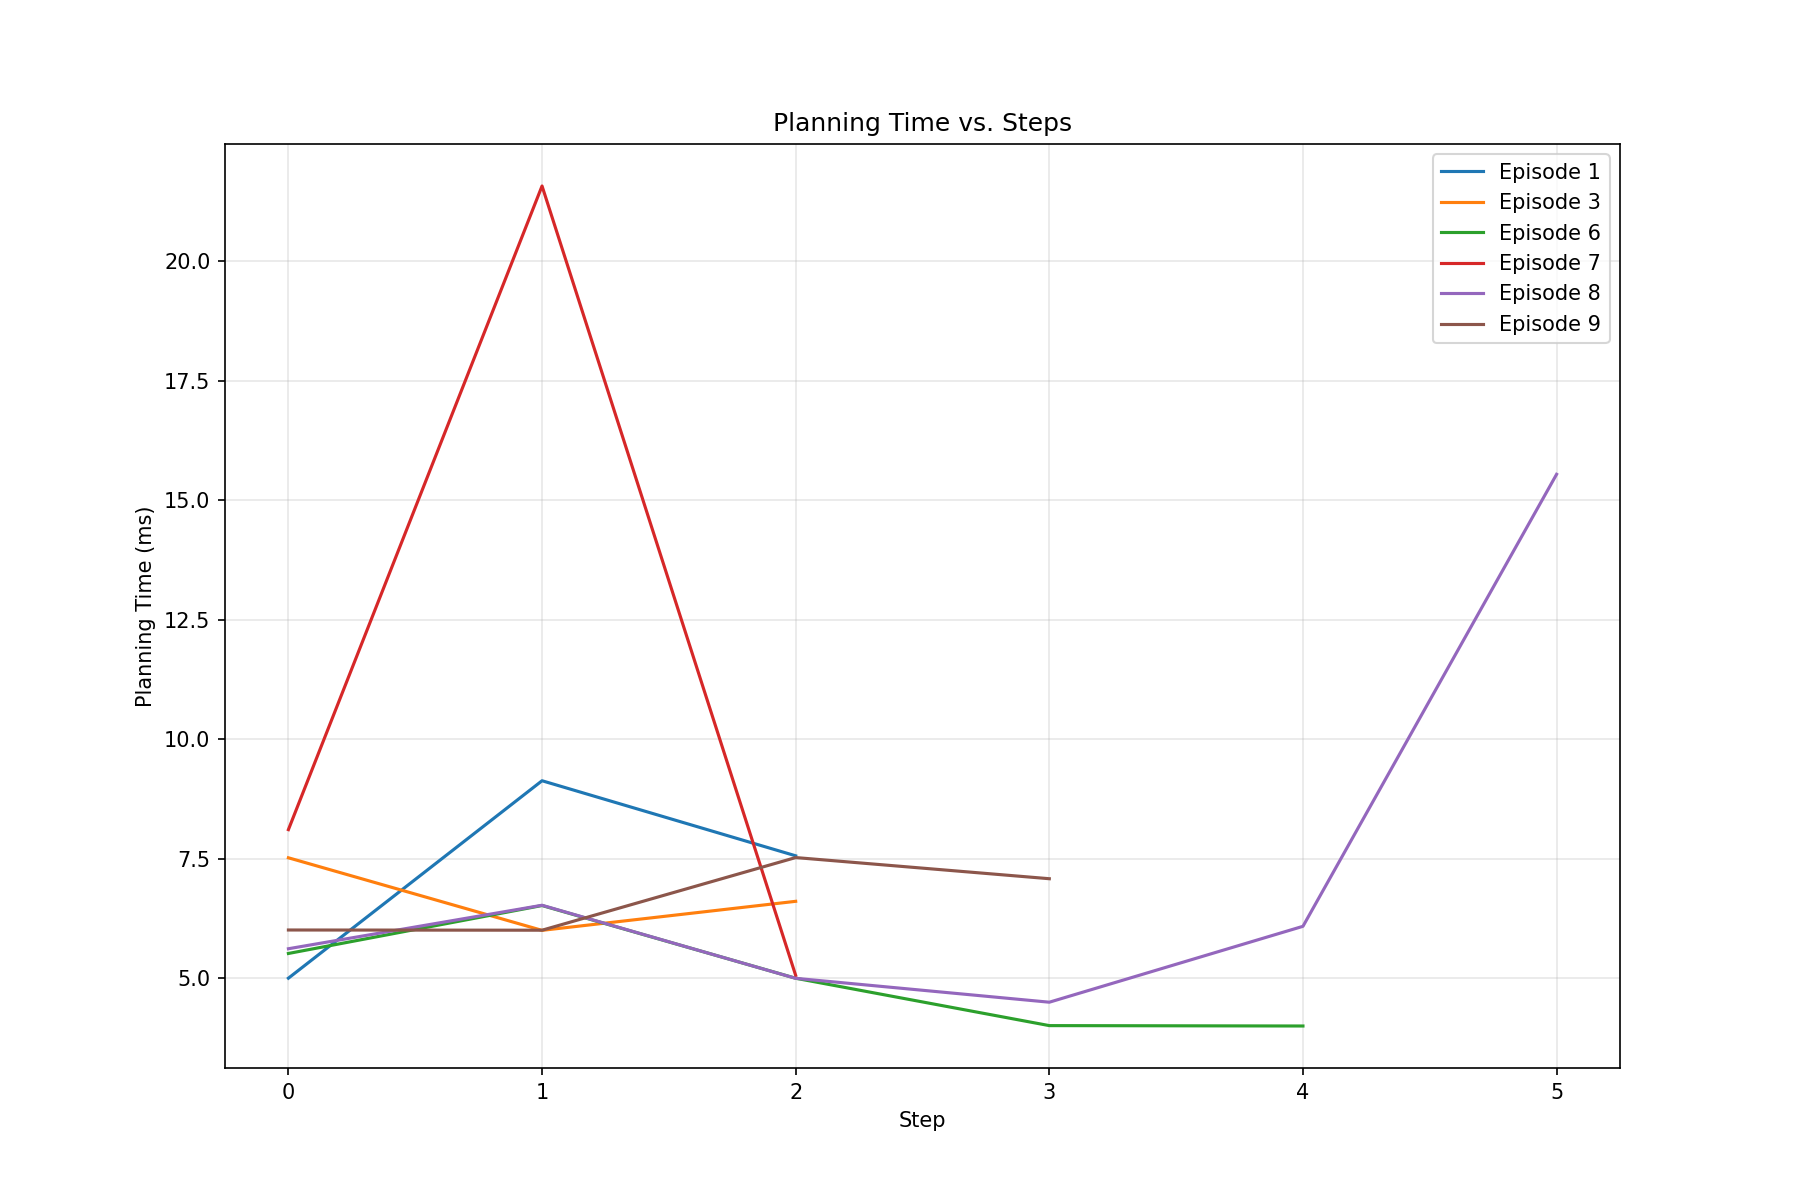 Planning Time vs. Steps
Episode 1
Episode 3
Episode 6
Episode 7
Episode 8
Episode 9
Planning Time (ms)
20.0
17.5
15.0
12.5
10.0
7.5
5.0
0 1 2 3 4 5
Step